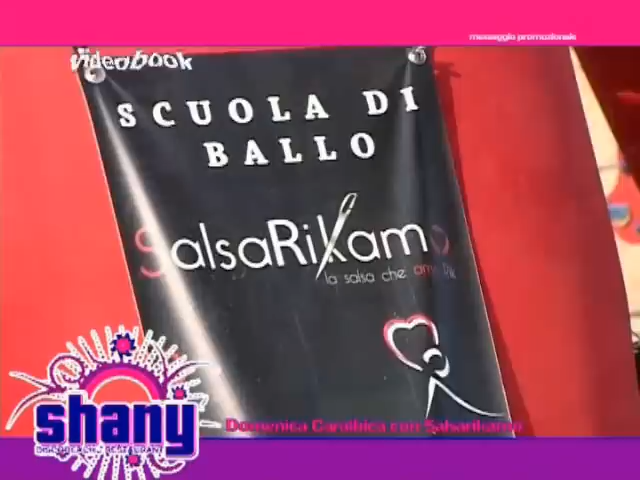 messaggio promozionale
videobook
SCUOLA DI
BALLO
SalsaRiKamo
la salsa che
shany
Domenica Caraibica con Salsarikamo